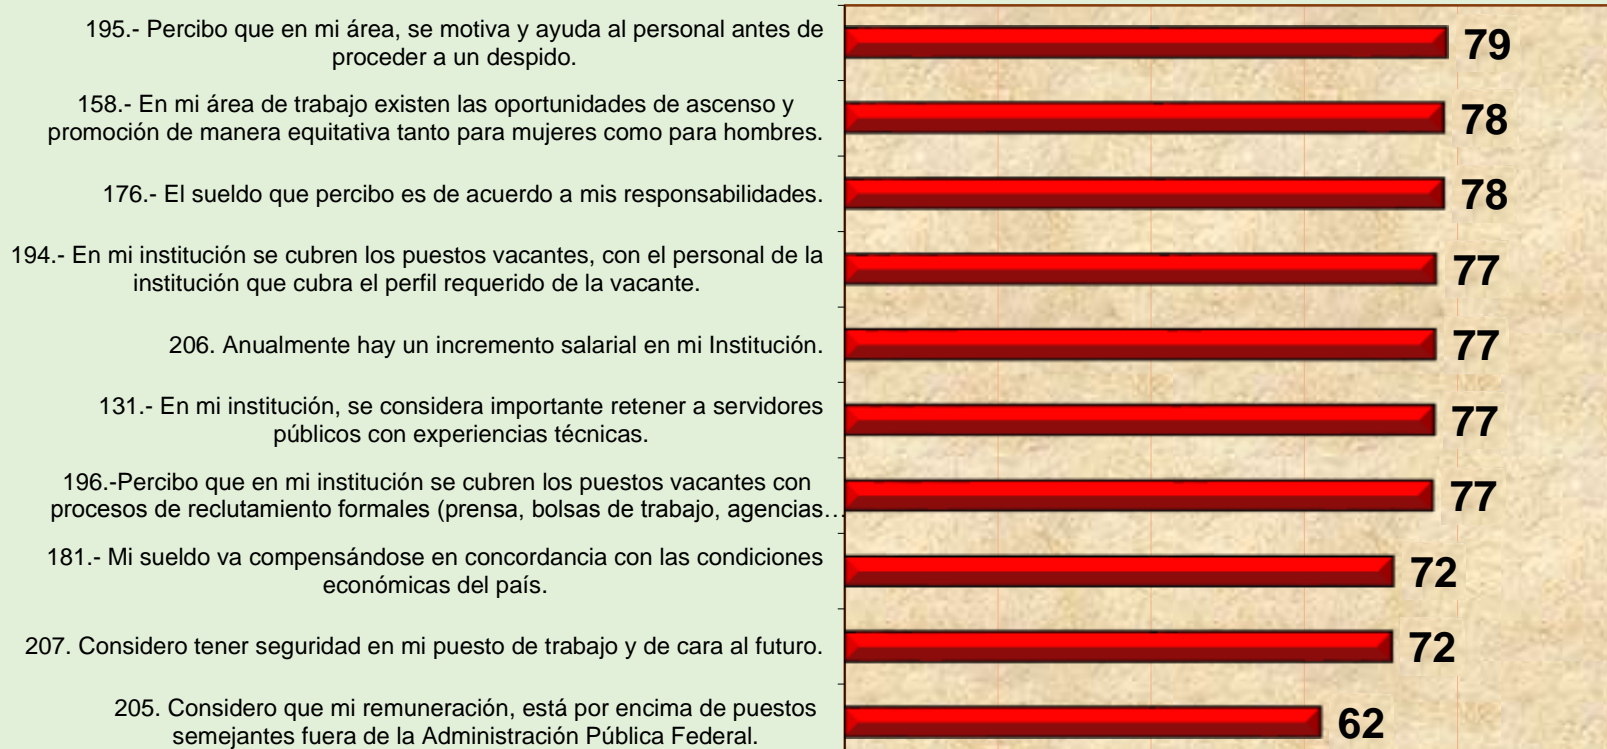 195.- Percibo que en mi área, se motiva y ayuda al personal antes de
proceder a un despido.
79
158.- En mi área de trabajo existen las oportunidades de ascenso y
promoción de manera equitativa tanto para mujeres como para hombres.
78
176.- El sueldo que percibo es de acuerdo a mis responsabilidades.
78
194.- En mi institución se cubren los puestos vacantes, con el personal de la
institución que cubra el perfil requerido de la vacante.
77
206. Anualmente hay un incremento salarial en mi Institución.
77
131.- En mi institución, se considera importante retener a servidores
públicos con experiencias técnicas.
77
196.-Percibo que en mi institución se cubren los puestos vacantes con
procesos de reclutamiento formales (prensa, bolsas de trabajo, agencias…
77
181.- Mi sueldo va compensándose en concordancia con las condiciones
económicas del país.
72
207. Considero tener seguridad en mi puesto de trabajo y de cara al futuro.
72
205. Considero que mi remuneración, está por encima de puestos
semejantes fuera de la Administración Pública Federal.
62